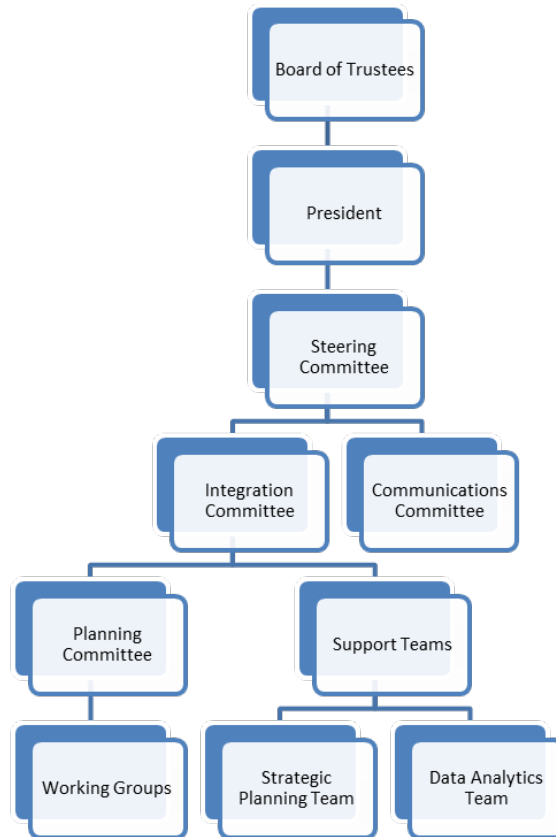 Board of Trustees
President
Steering
Committee
Integration
Committee
Communications
Committee
Planning
Committee
Support Teams
Working Groups
Strategic
Planning Team
Data Analytics
Team